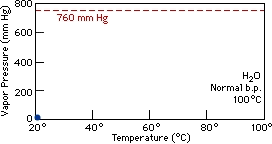 Vapor Pressure (mm Hg)
800
760 mm Hg
600
400
200
0
H₂O
Normal b.p.
100°C
20° 40° 60° 80° 100°
Temperature (°C)